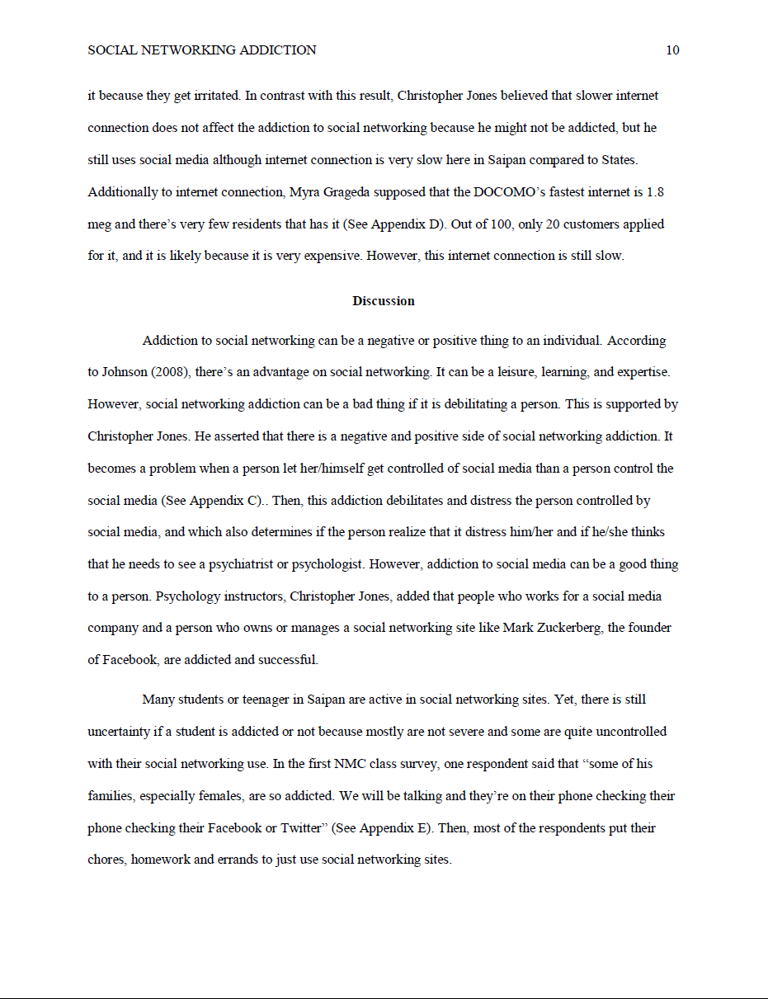 SOCIAL NETWORKING ADDICTION 10
it because they get irritated. In contrast with this result, Christopher Jones believed that slower internet
connection does not affect the addiction to social networking because he might not be addicted, but he
still uses social media although internet connection is very slow here in Saipan compared to States.
Additionally to internet connection, Myra Grageda supposed that the DOCOMO’s fastest internet is 1.8
meg and there’s very few residents that has it (See Appendix D). Out of 100, only 20 customers applied
for it, and it is likely because it is very expensive. However, this internet connection is still slow.
Discussion
Addiction to social networking can be a negative or positive thing to an individual. According
to Johnson (2008), there’s an advantage on social networking. It can be a leisure, learning, and expertise.
However, social networking addiction can be a bad thing if it is debilitating a person. This is supported by
Christopher Jones. He asserted that there is a negative and positive side of social networking addiction. It
becomes a problem when a person let her/himself get controlled of social media than a person control the
social media (See Appendix C).. Then, this addiction debilitates and distress the person controlled by
social media, and which also determines if the person realize that it distress him/her and if he/she thinks
that he needs to see a psychiatrist or psychologist. However, addiction to social media can be a good thing
to a person. Psychology instructors, Christopher Jones, added that people who works for a social media
company and a person who owns or manages a social networking site like Mark Zuckerberg, the founder
of Facebook, are addicted and successful.
Many students or teenager in Saipan are active in social networking sites. Yet, there is still
uncertainty if a student is addicted or not because mostly are not severe and some are quite uncontrolled
with their social networking use. In the first NMC class survey, one respondent said that “some of his
families, especially females, are so addicted. We will be talking and they’re on their phone checking their
phone checking their Facebook or Twitter” (See Appendix E). Then, most of the respondents put their
chores, homework and errands to just use social networking sites.